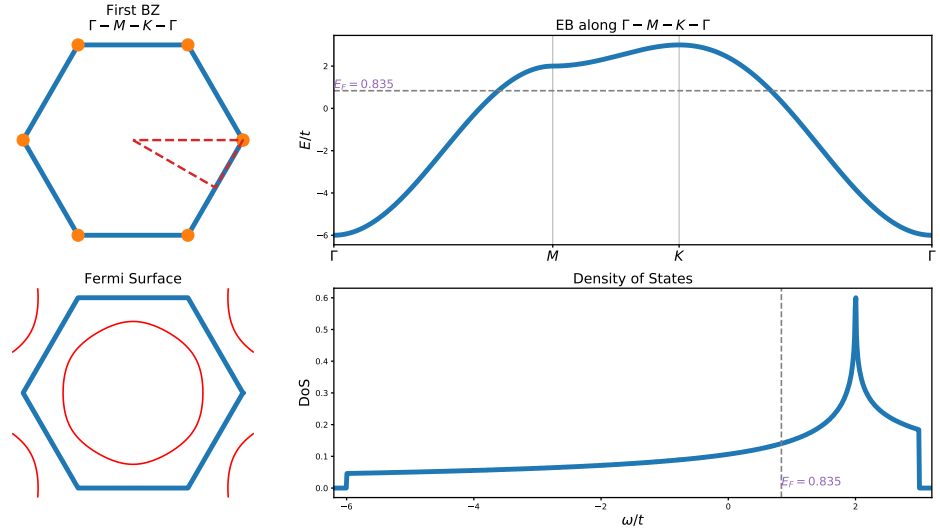 First BZ
Γ − M − K − Γ
EB along Γ − M − K − Γ
E/t
2
0
−2
−4
−6
E_F = 0.835
Γ
M
K
Γ
Fermi Surface
Density of States
DoS
0.6
0.5
0.4
0.3
0.2
0.1
0.0
E_F = 0.835
−6
−4
−2
0
2
ω/t